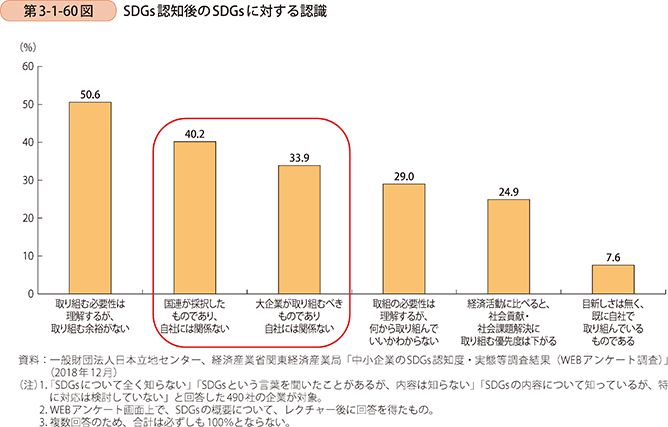 第3-1-60図 SDGs認知後のSDGsに対する認識
(%)
60
50
40
30
20
10
0
50.6
40.2
33.9
29.0
24.9
7.6
取り組む必要性は
理解するが、
取り組む余裕がない
国連が採択した
ものであり、
自社には関係ない
大企業が取り組むべき
ものであり
自社には関係ない
取組の必要性は
理解するが、
何から取り組んで
いいかわからない
経済活動に比べると、
社会貢献・
社会課題解決に
取り組む優先度は下がる
目新しさは無く、
既に自社で
取り組んでいる
ものである
資料：一般財団法人日本立地センター、経済産業省関東経済産業局「中小企業のSDGs認知度・実態等調査結果（WEBアンケート調査）」
（2018年12月）
（注）1.「SDGsについて全く知らない」「SDGsという言葉を聞いたことがあるが、内容は知らない」「SDGsの内容について知っているが、特
に対応は検討していない」と回答した490社の企業が対象。
2. WEBアンケート画面上で、SDGsの概要について、レクチャー後に回答を得たもの。
3. 複数回答のため、合計は必ずしも100％とならない。